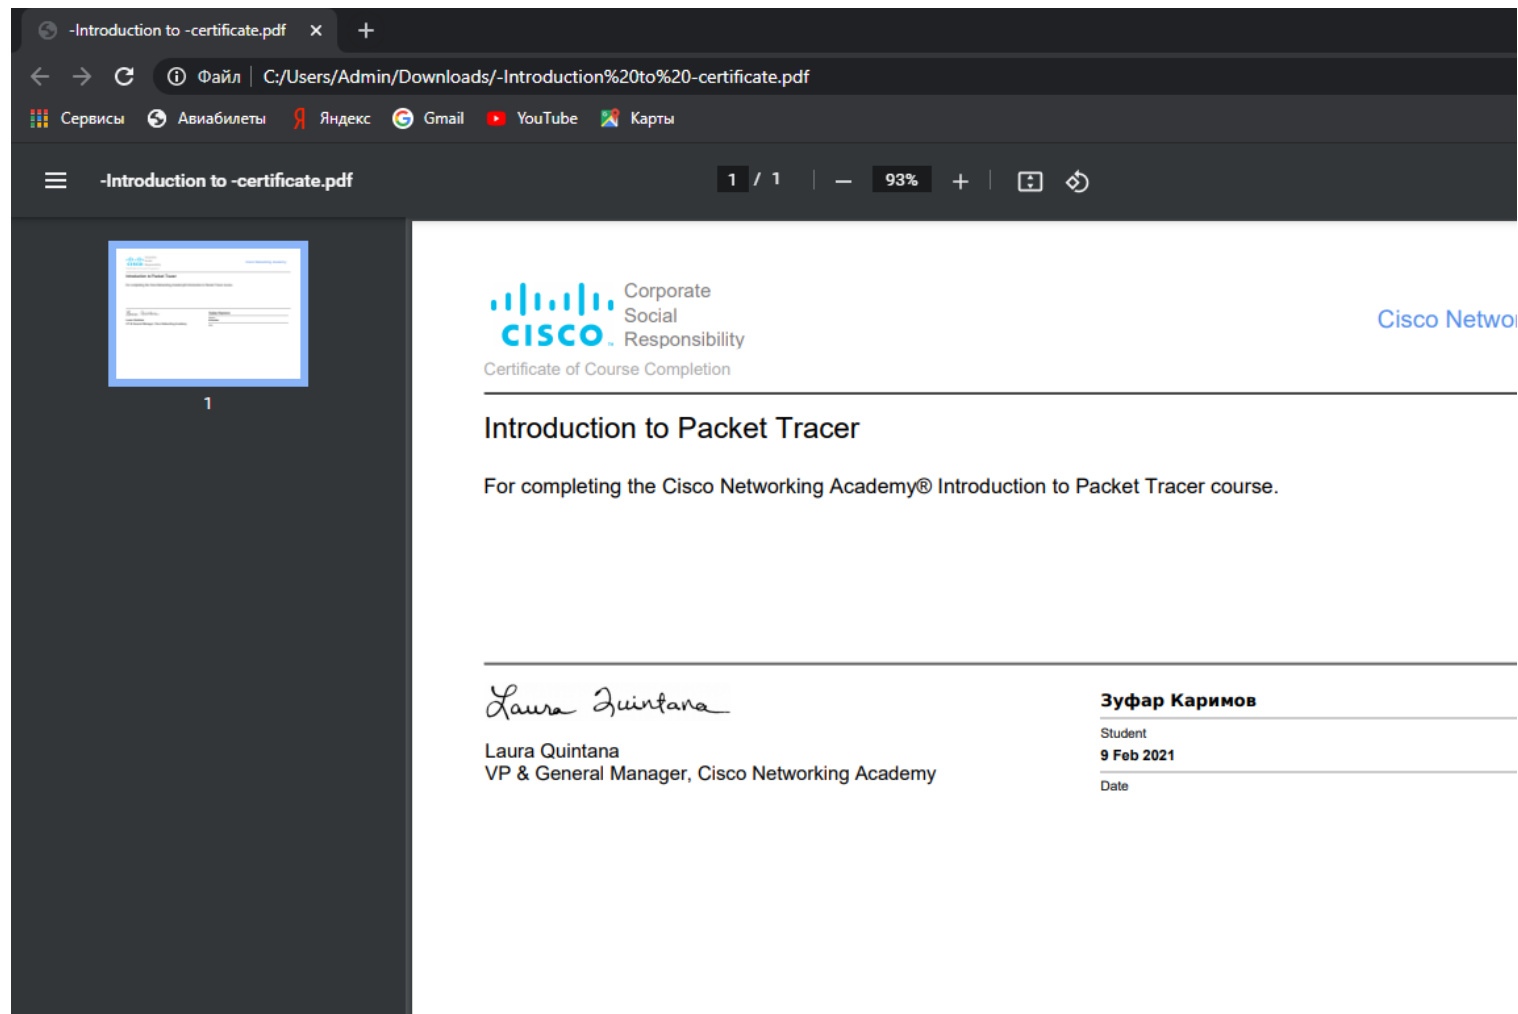 -Introduction to -certificate.pdf
Файл C:/Users/Admin/Downloads/-Introduction%20to%20-certificate.pdf
Сервисы Авиабилеты Яндекс Gmail YouTube Карты
-Introduction to -certificate.pdf 1 / 1 93%
1
Corporate
Social
Responsibility
CISCO™
Cisco
Certificate of Course Completion
Introduction to Packet Tracer
For completing the Cisco Networking Academy® Introduction to Packet Tracer course.
Laura Quintana
Laura Quintana
VP & General Manager, Cisco Networking Academy
Зуфар Каримов
Student
9 Feb 2021
Date